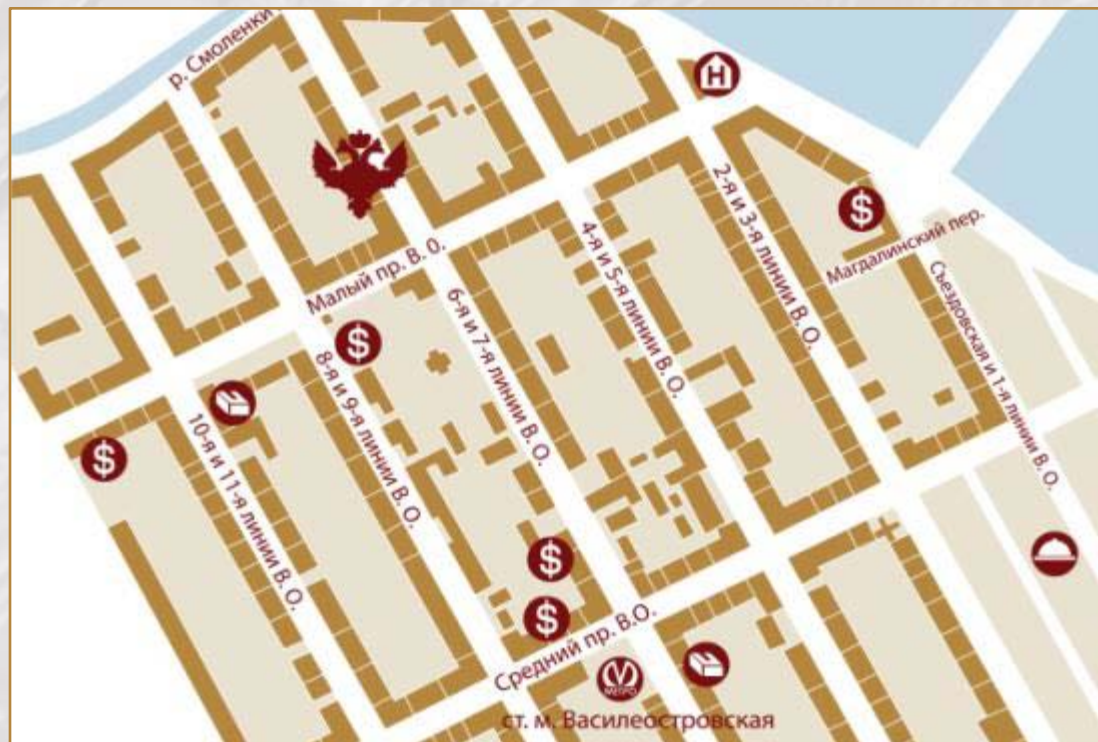 р. Смоленки
H
$
2-я и 3-я линии В. О.
Магдалинский пер.
Малый пр. В. О.
4-я и 5-я линии В. О.
Съездовская и 1-я линии В. О.
6-я и 7-я линии В. О.
$
8-я и 9-я линии В. О.
$
10-я и 11-я линии В. О.
$
$
Средний пр. В.О.
МЕТРО
ст. м. Василеостровская